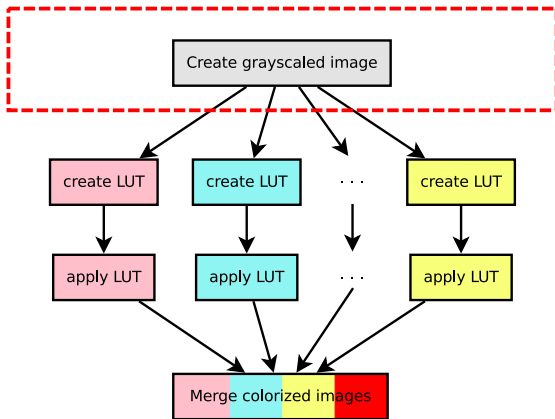 Create grayscaled image
create LUT
create LUT
. . .
create LUT
apply LUT
apply LUT
. . .
apply LUT
Merge colorized images